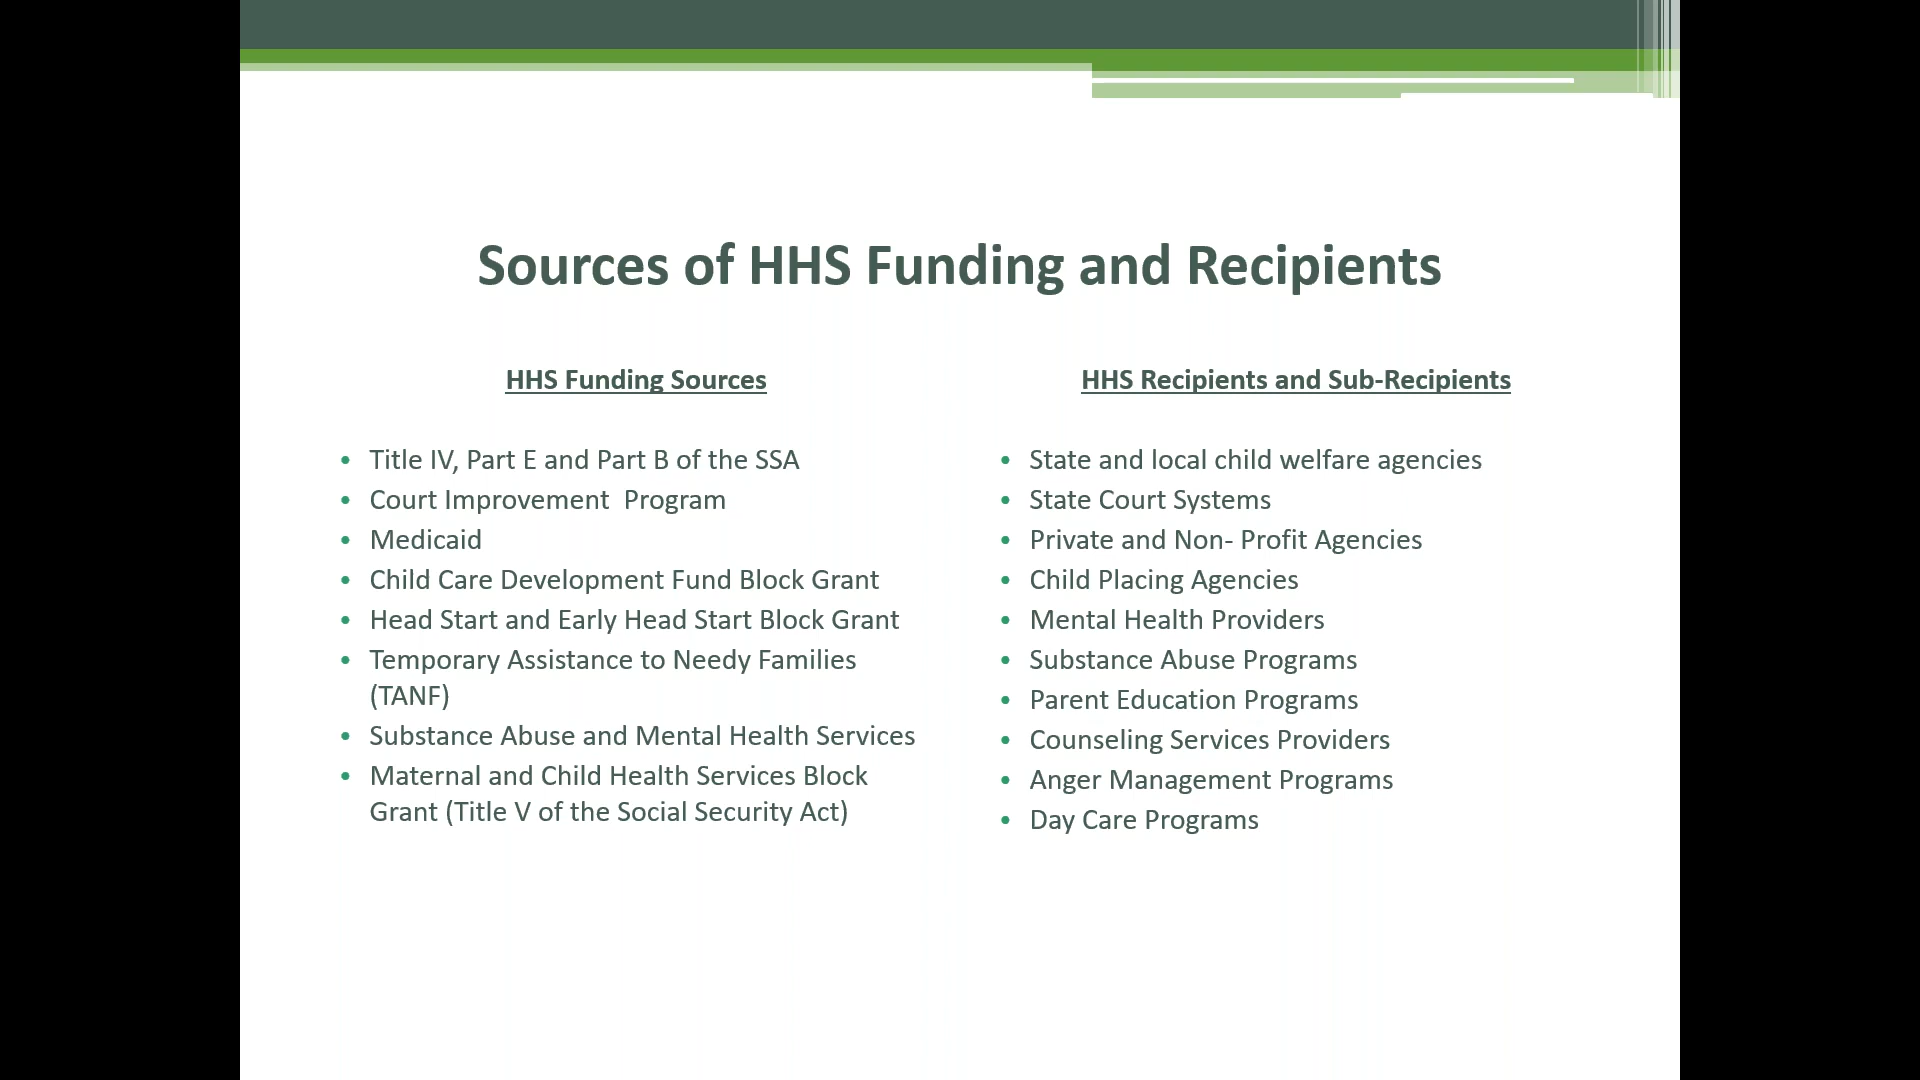 Sources of HHS Funding and Recipients
HHS Funding Sources
• Title IV, Part E and Part B of the SSA
• Court Improvement  Program
• Medicaid
• Child Care Development Fund Block Grant
• Head Start and Early Head Start Block Grant
• Temporary Assistance to Needy Families
(TANF)
• Substance Abuse and Mental Health Services
• Maternal and Child Health Services Block
Grant (Title V of the Social Security Act)
HHS Recipients and Sub-Recipients
• State and local child welfare agencies
• State Court Systems
• Private and Non- Profit Agencies
• Child Placing Agencies
• Mental Health Providers
• Substance Abuse Programs
• Parent Education Programs
• Counseling Services Providers
• Anger Management Programs
• Day Care Programs